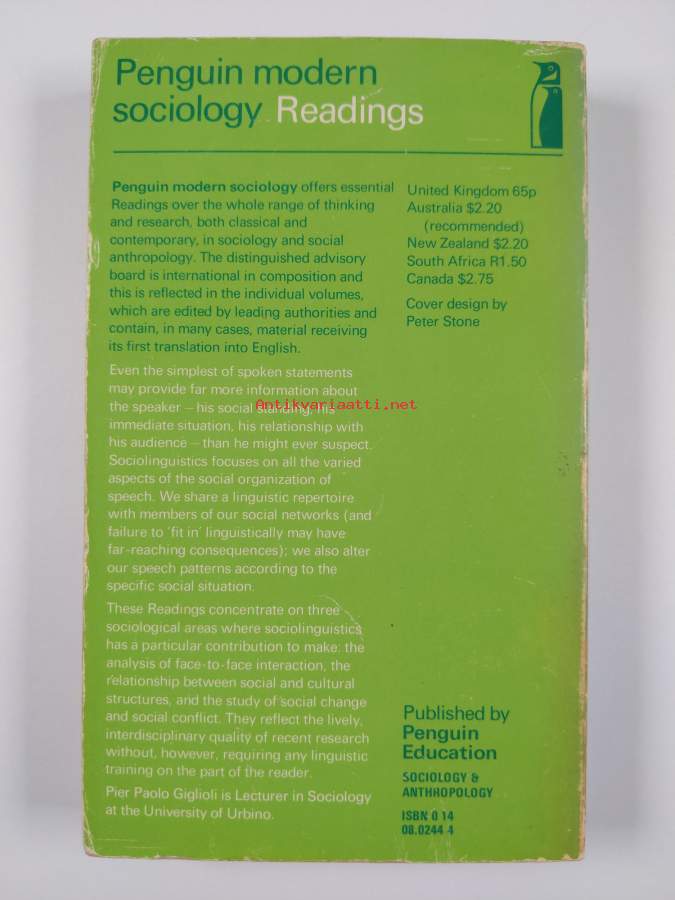 Penguin modern
sociology Readings
Penguin modern sociology offers essential
Readings over the whole range of thinking
and research, both classical and
contemporary, in sociology and social
anthropology. The distinguished advisory
board is international in composition and
this is reflected in the individual volumes,
which are edited by leading authorities and
contain, in many cases, material receiving
its first translation into English.
Even the simplest of spoken statements
may provide far more information about
the speaker – his social standing, his
immediate situation, his relationship with
his audience – than he might ever suspect.
Sociolinguistics focuses on all the varied
aspects of the social organization of
speech. We share a linguistic repertoire
with members of our social networks (and
failure to 'fit in' linguistically may have
far-reaching consequences); we also alter
our speech patterns according to the
specific social situation.
These Readings concentrate on three
sociological areas where sociolinguistics
has a particular contribution to make: the
analysis of face-to-face interaction, the
relationship between social and cultural
structures, and the study of social change
and social conflict. They reflect the lively,
interdisciplinary quality of recent research
without, however, requiring any linguistic
training on the part of the reader.
Pier Paolo Giglioli is Lecturer in Sociology
at the University of Urbino.
United Kingdom 65p
Australia $2.20
(recommended)
New Zealand $2.20
South Africa R1.50
Canada $2.75
Cover design by
Peter Stone
Published by
Penguin
Education
SOCIOLOGY &
ANTHROPOLOGY
ISBN 0 14
08.0244 4
Antikvariaatti.net